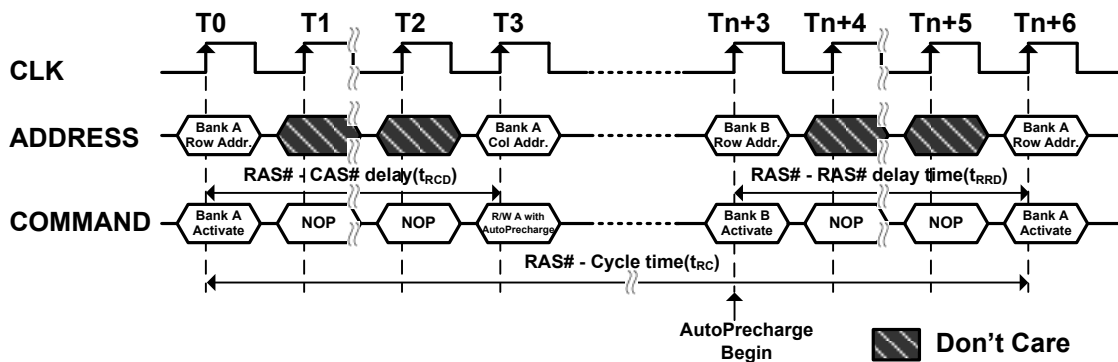 T0 T1 T2 T3 Tn+3 Tn+4 Tn+5 Tn+6
CLK
ADDRESS
Bank A
Row Addr.
Bank A
Col Addr.
Bank B
Row Addr.
Bank A
Row Addr.
RAS# - CAS# delay(tRCD)
RAS# - RAS# delay time(tRRD)
COMMAND
Bank A
Activate
NOP
NOP
R/W A with
AutoPrecharge
Bank B
Activate
NOP
NOP
Bank A
Activate
RAS# - Cycle time(tRC)
AutoPrecharge
Begin
Don't Care